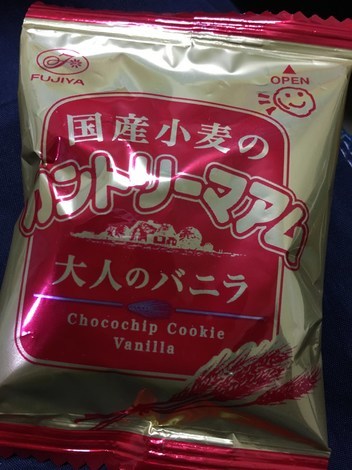 FUJIYA
OPEN
国産小麦の
カントリーマアム
大人のバニラ
Chocochip Cookie
Vanilla